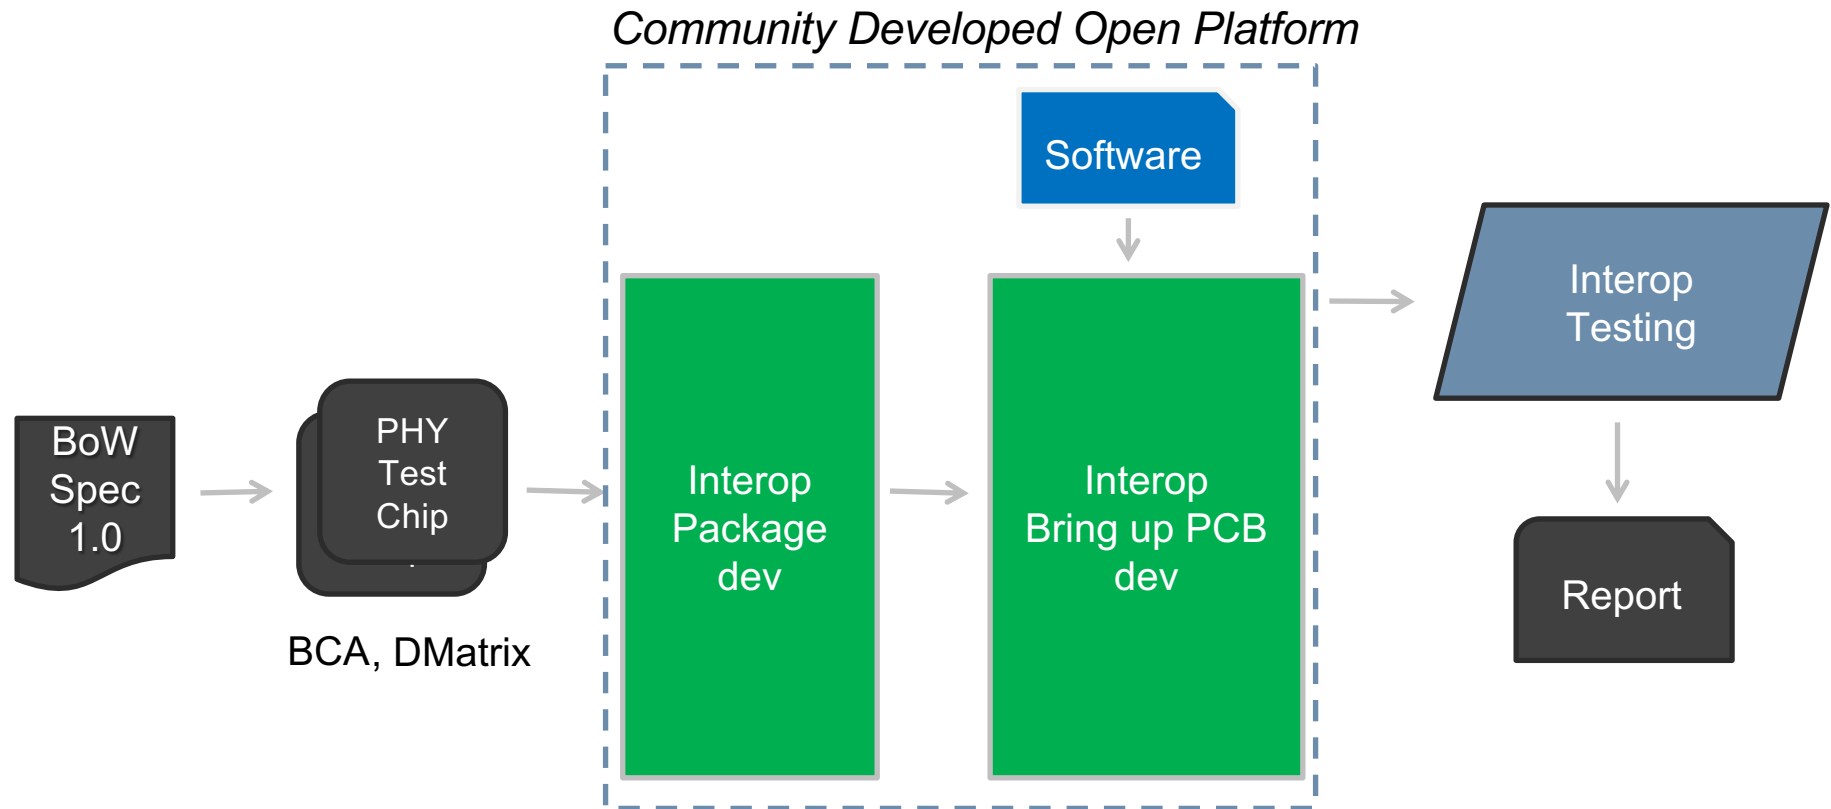 Community Developed Open Platform
Software
BoW
Spec
1.0
PHY
Test
Chip
BCA, DMatrix
Interop
Package
dev
Interop
Bring up PCB
dev
Interop
Testing
Report